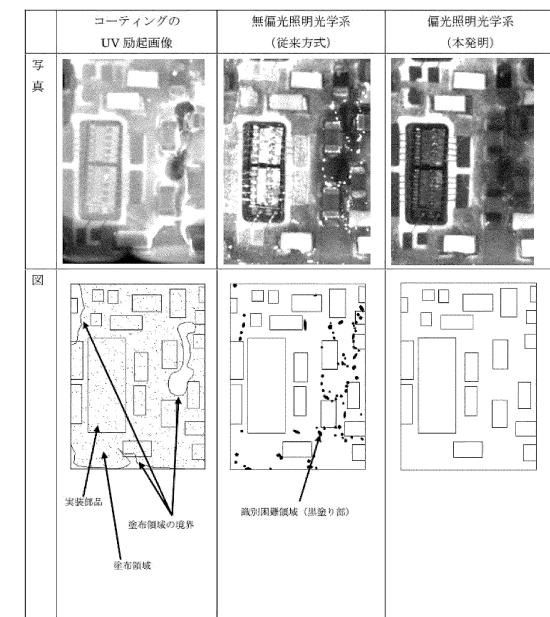 コーティングの
UV 励起画像
無偏光照明光学系
（従来方式）
偏光照明光学系
（本発明）
写
真
図
実装部品
塗布領域の境界
塗布領域
識別困難領域（黒塗り部）